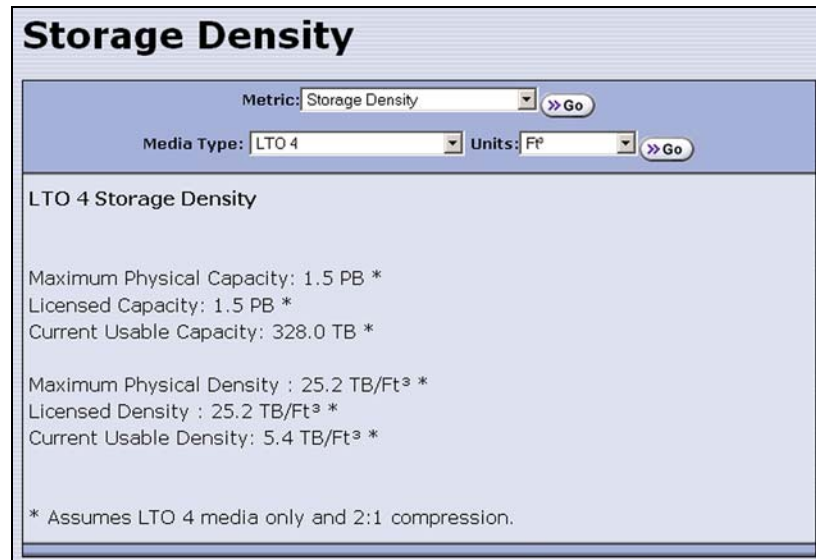 Storage Density
Metric: Storage Density » Go
Media Type: LTO 4 Units: Ft³ » Go
LTO 4 Storage Density
Maximum Physical Capacity: 1.5 PB *
Licensed Capacity: 1.5 PB *
Current Usable Capacity: 328.0 TB *
Maximum Physical Density : 25.2 TB/Ft³ *
Licensed Density : 25.2 TB/Ft³ *
Current Usable Density: 5.4 TB/Ft³ *
* Assumes LTO 4 media only and 2:1 compression.